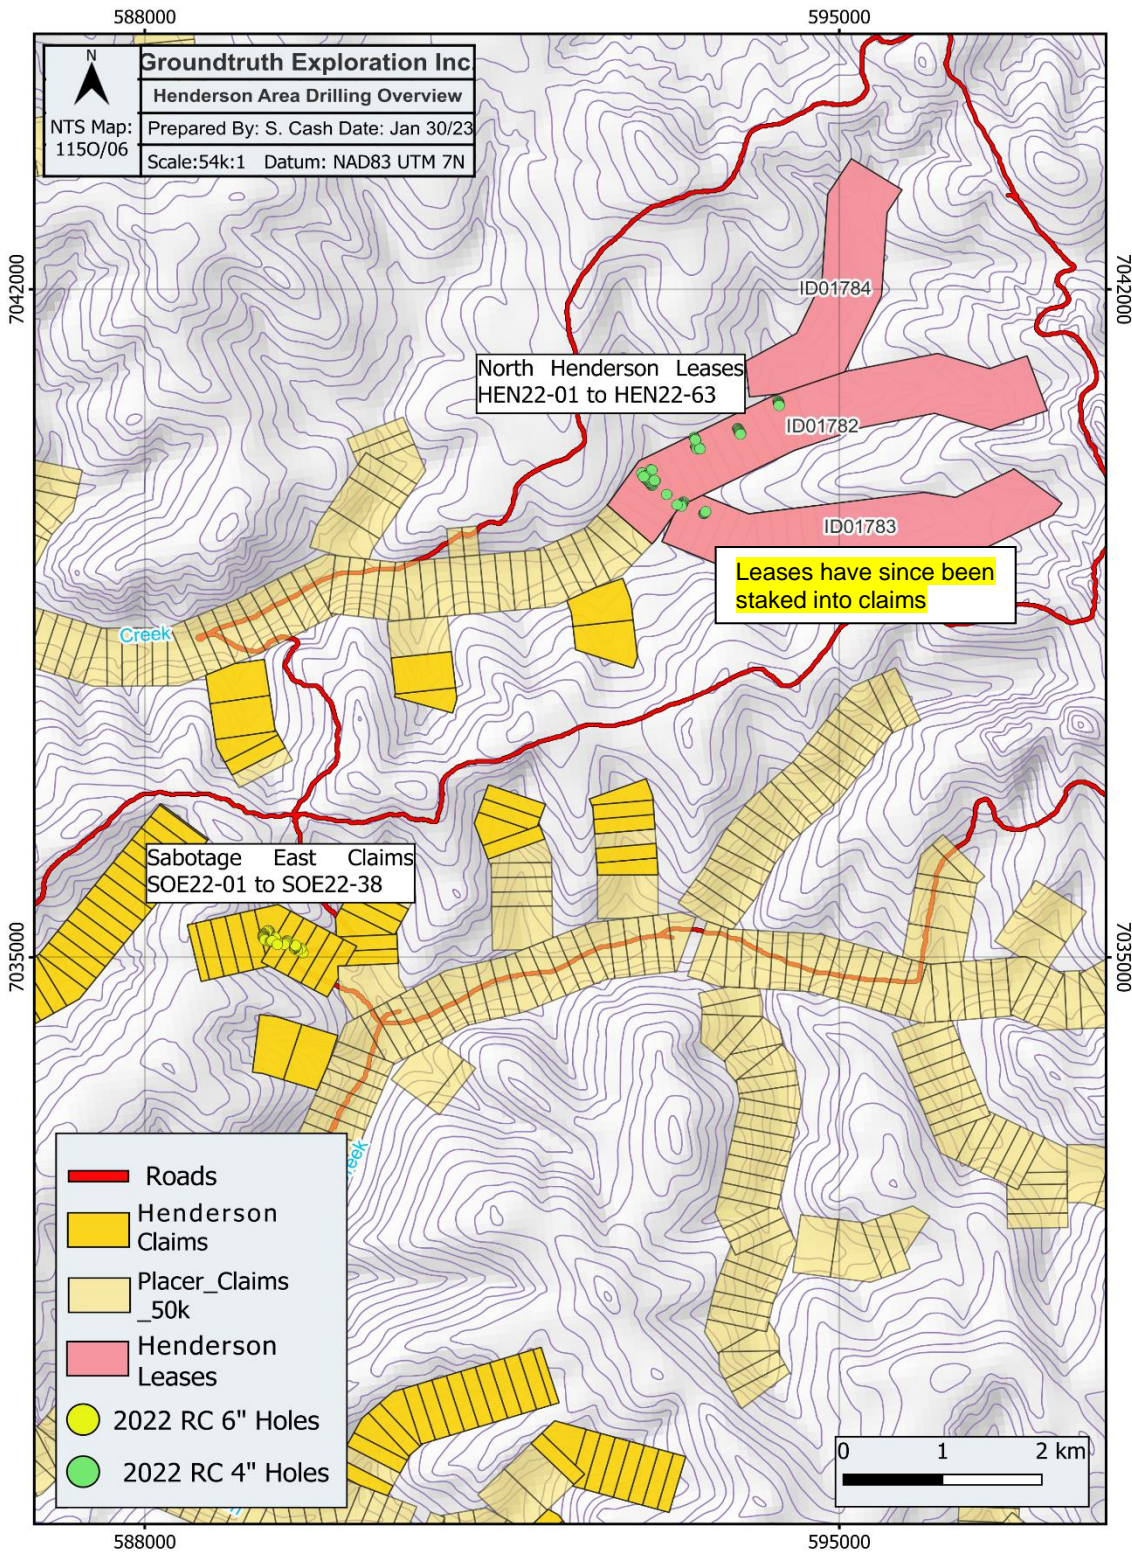 588000
595000
N
Groundtruth Exploration Inc
Henderson Area Drilling Overview
NTS Map:
115O/06
Prepared By: S. Cash Date: Jan 30/23
Scale:54k:1 Datum: NAD83 UTM 7N
7042000
7042000
ID01784
North Henderson Leases
HEN22-01 to HEN22-63
ID01782
ID01783
Leases have since been
staked into claims
Creek
Sabotage East Claims
SOE22-01 to SOE22-38
7035000
7035000
Roads
Henderson
Claims
Placer_Claims
_50k
Henderson
Leases
2022 RC 6" Holes
2022 RC 4" Holes
0 1 2 km
588000
595000